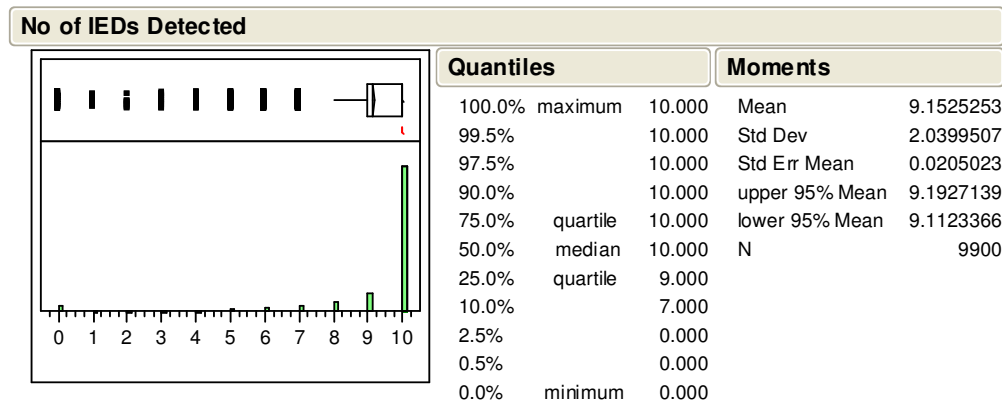 No of IEDs Detected
0 1 2 3 4 5 6 7 8 9 10
Quantiles
100.0% maximum 10.000
99.5% 10.000
97.5% 10.000
90.0% 10.000
75.0% quartile 10.000
50.0% median 10.000
25.0% quartile 9.000
10.0% 7.000
2.5% 0.000
0.5% 0.000
0.0% minimum 0.000
Moments
Mean 9.1525253
Std Dev 2.0399507
Std Err Mean 0.0205023
upper 95% Mean 9.1927139
lower 95% Mean 9.1123366
N 9900